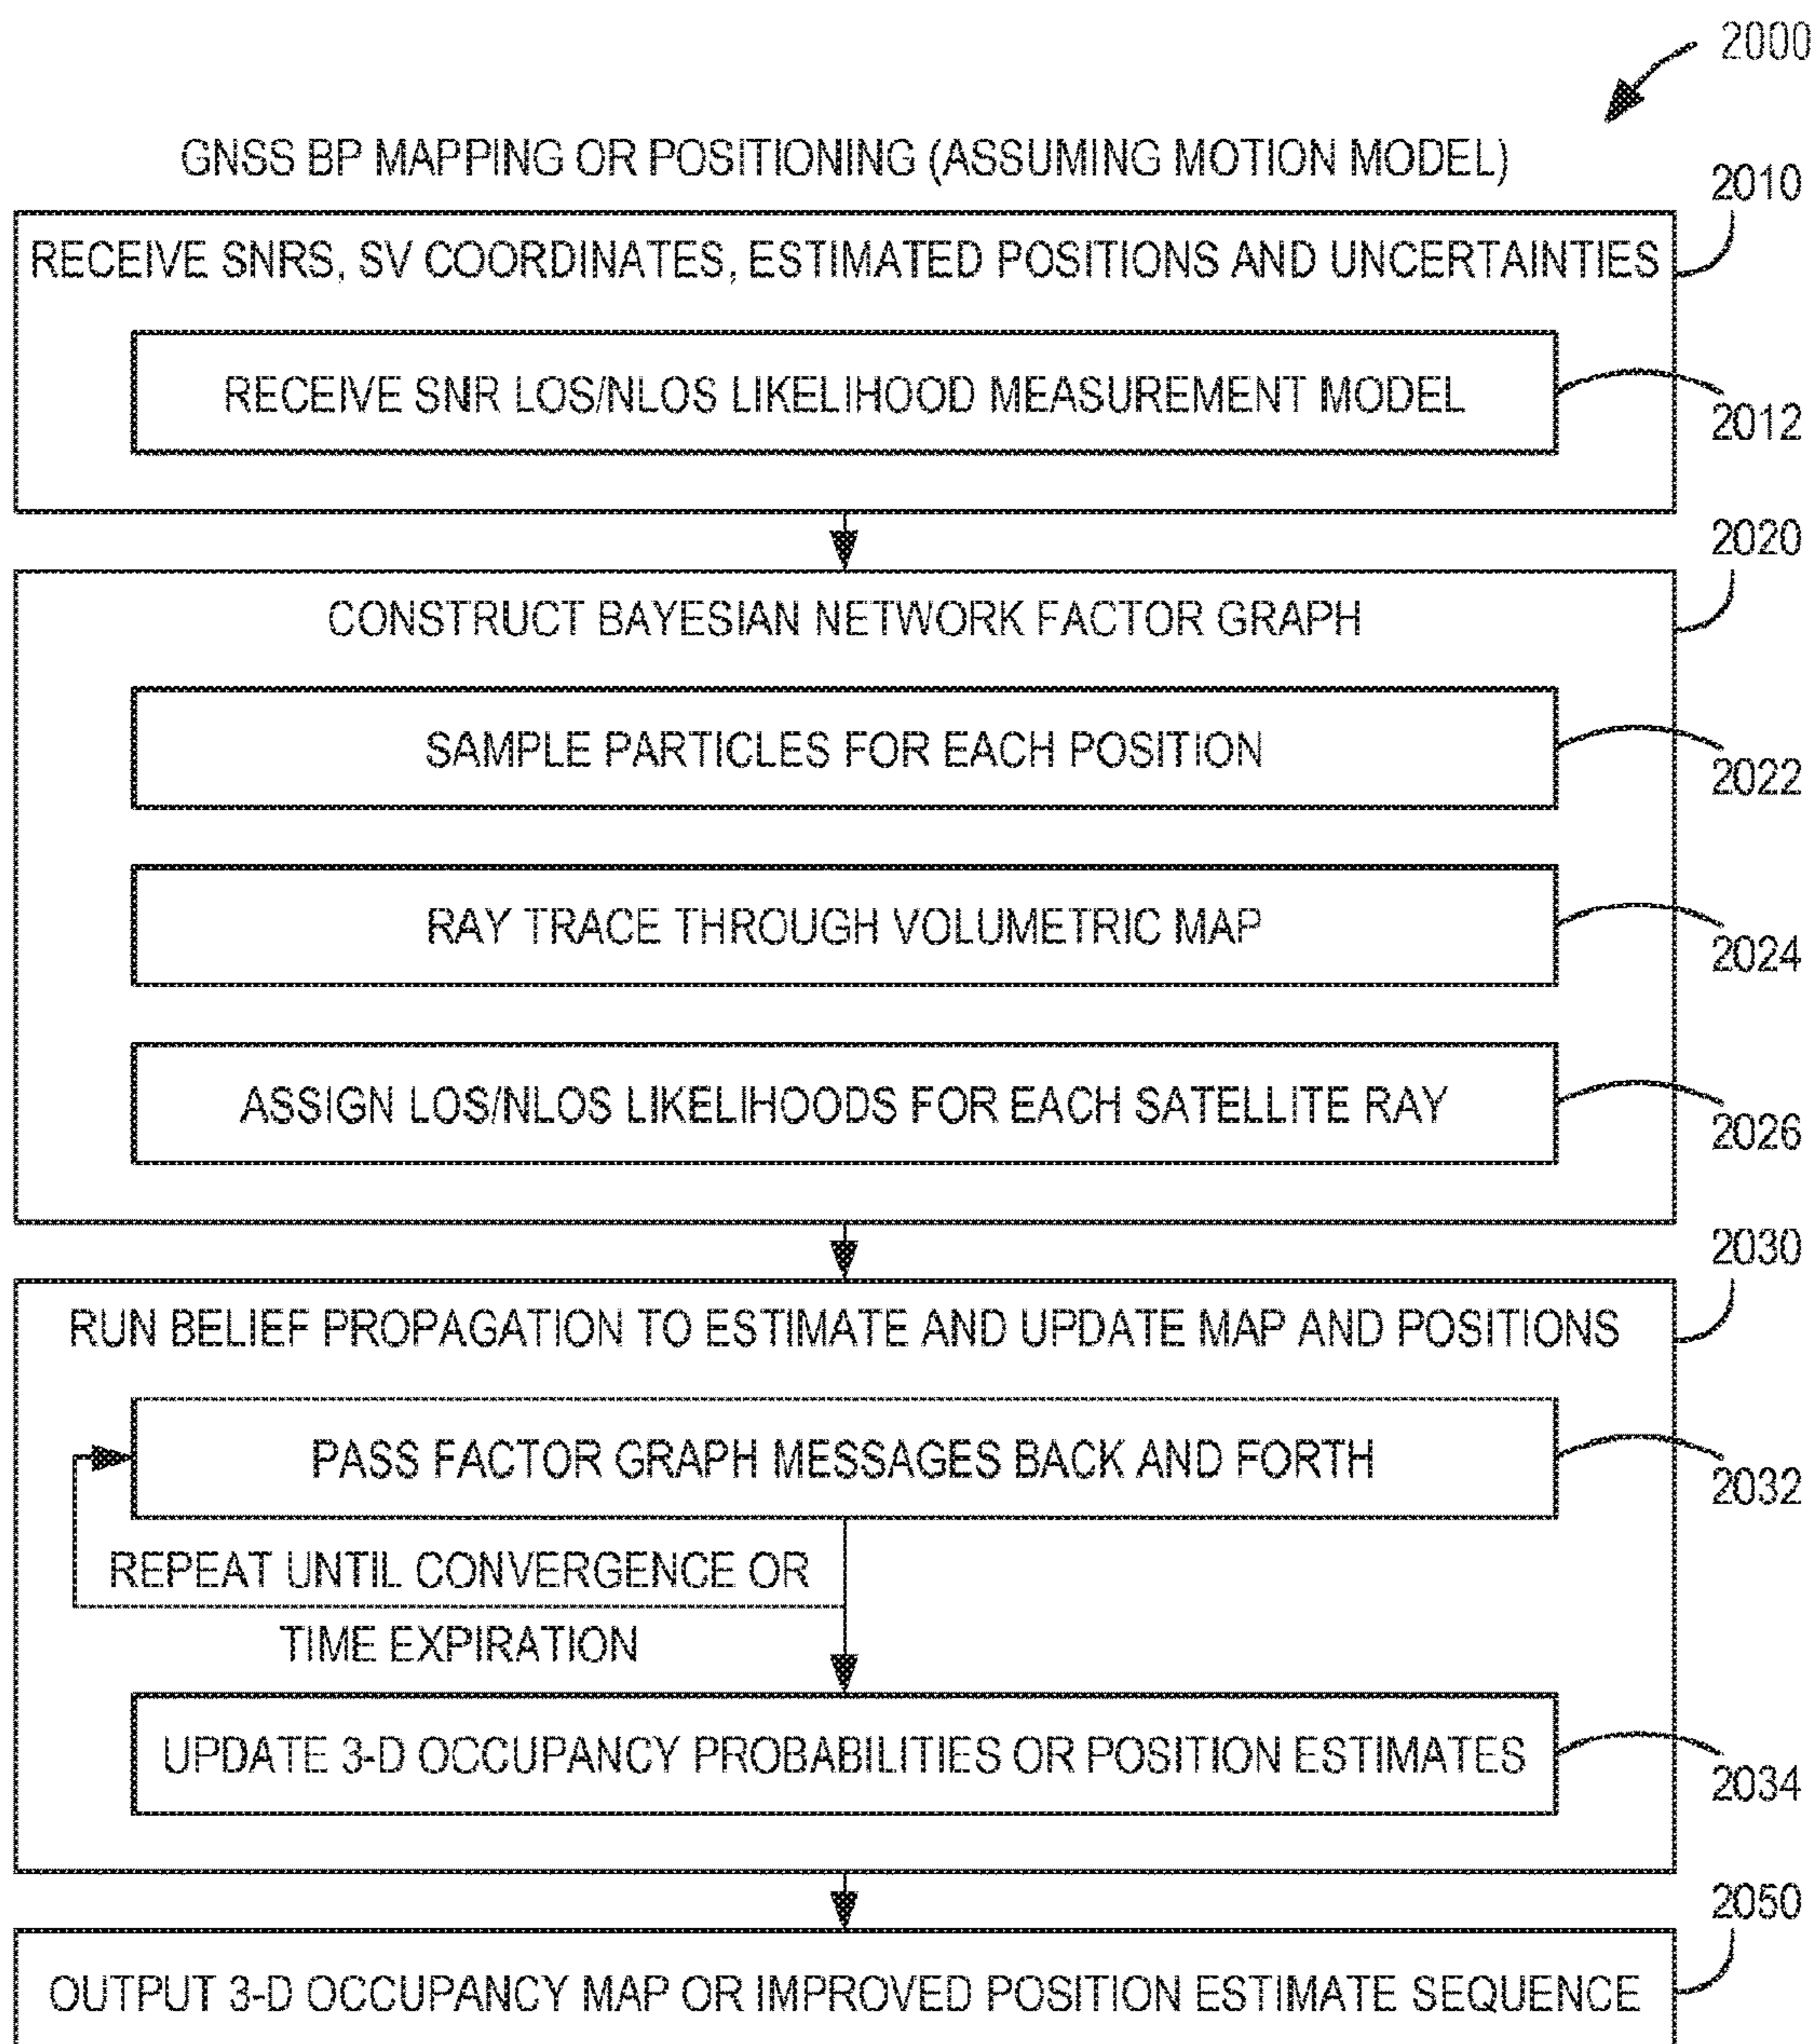 2000
GNSS BP MAPPING OR POSITIONING (ASSUMING MOTION MODEL)
2010
RECEIVE SNRS, SV COORDINATES, ESTIMATED POSITIONS AND UNCERTAINTIES
RECEIVE SNR LOS/NLOS LIKELIHOOD MEASUREMENT MODEL
2012
2020
CONSTRUCT BAYESIAN NETWORK FACTOR GRAPH
SAMPLE PARTICLES FOR EACH POSITION
2022
RAY TRACE THROUGH VOLUMETRIC MAP
2024
ASSIGN LOS/NLOS LIKELIHOODS FOR EACH SATELLITE RAY
2026
2030
RUN BELIEF PROPAGATION TO ESTIMATE AND UPDATE MAP AND POSITIONS
PASS FACTOR GRAPH MESSAGES BACK AND FORTH
2032
REPEAT UNTIL CONVERGENCE OR
TIME EXPIRATION
UPDATE 3-D OCCUPANCY PROBABILITIES OR POSITION ESTIMATES
2034
2050
OUTPUT 3-D OCCUPANCY MAP OR IMPROVED POSITION ESTIMATE SEQUENCE